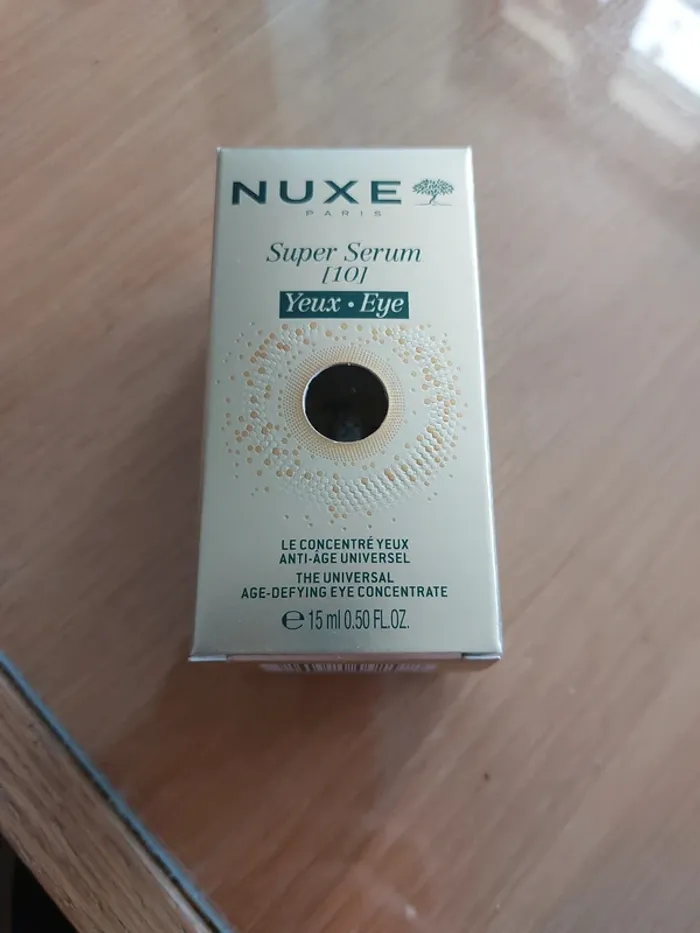 NUXE
PARIS
Super Serum
[10]
Yeux • Eye
LE CONCENTRÉ YEUX
ANTI-ÂGE UNIVERSEL
THE UNIVERSAL
AGE-DEFYING EYE CONCENTRATE
℮ 15 ml 0.50 FL.OZ.